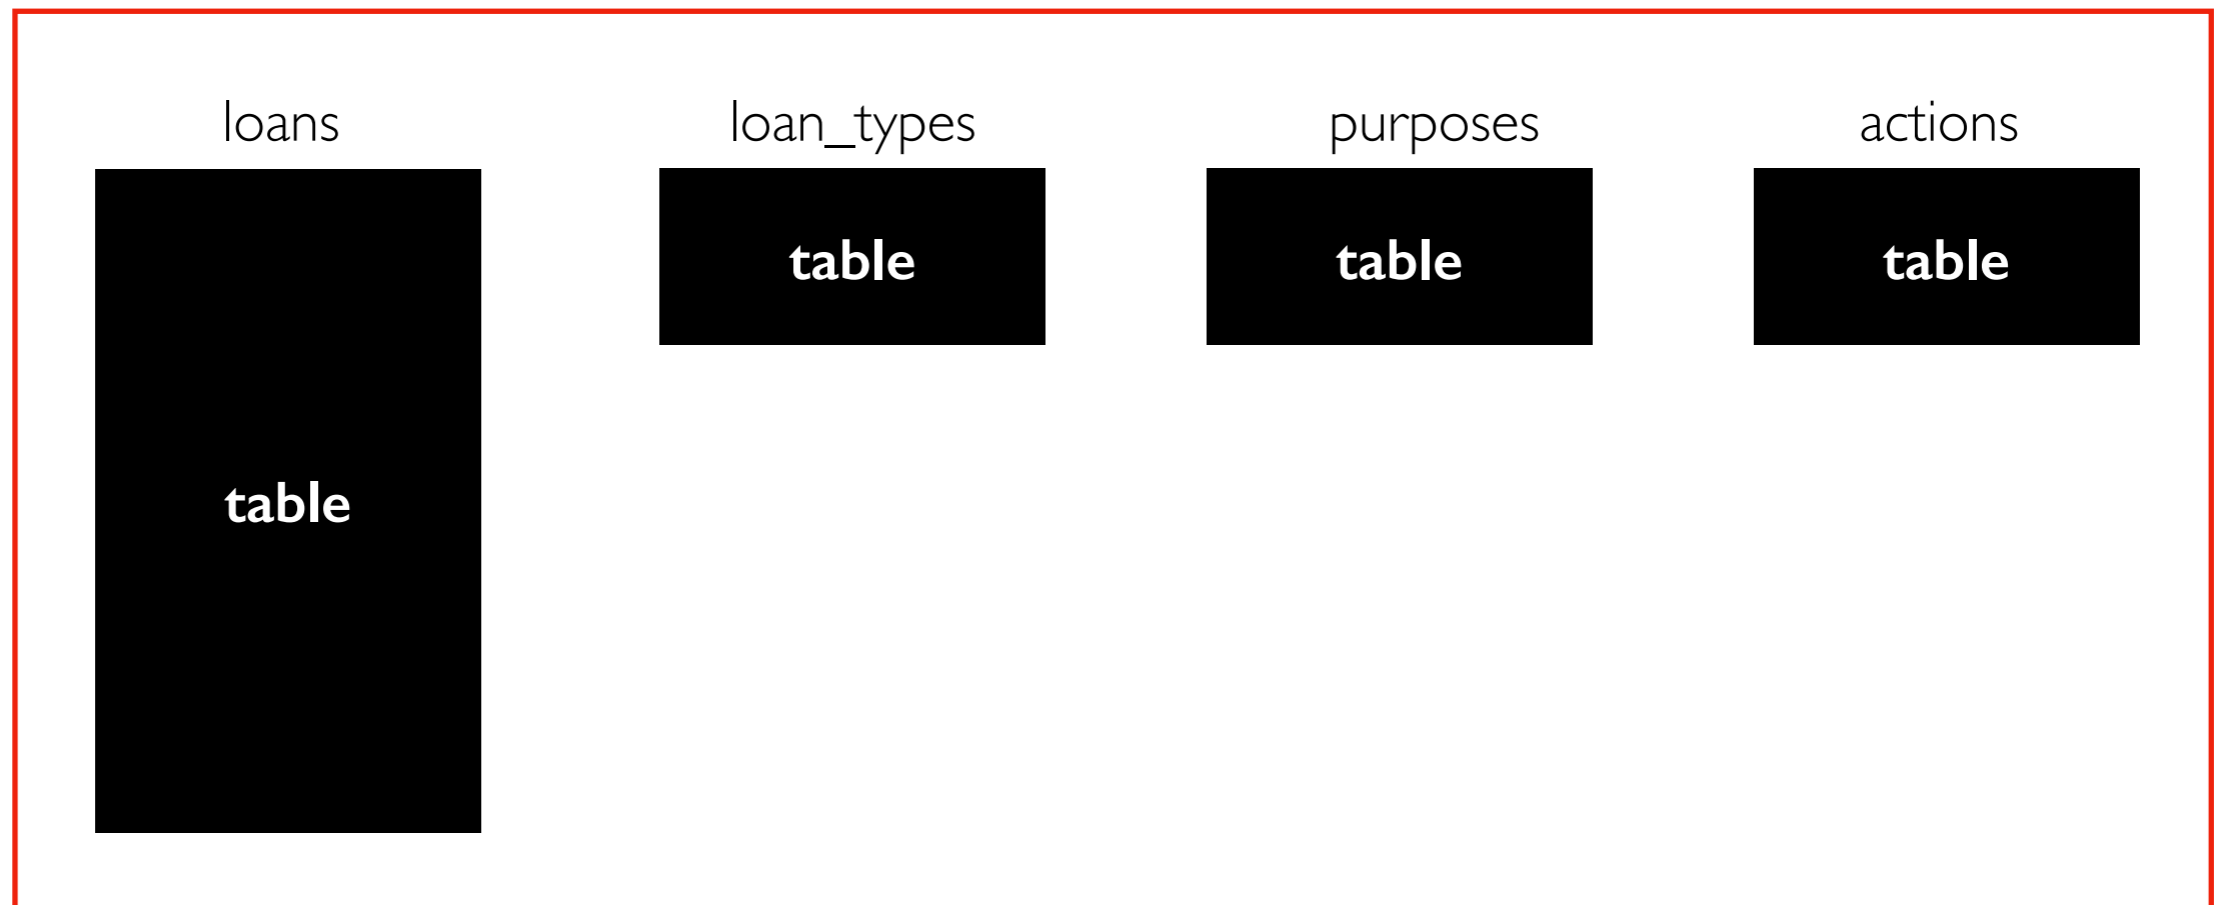 loans
loan_types
purposes
actions
table
table
table
table